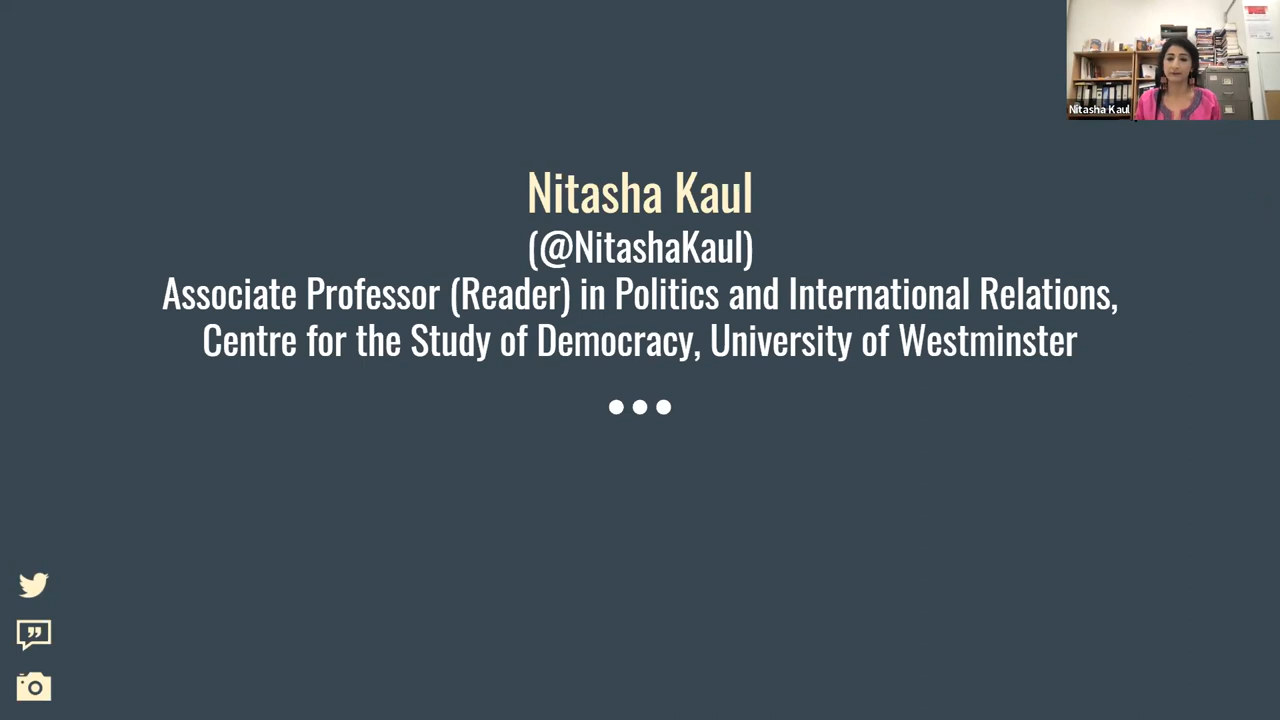 Nitasha Kaul
Nitasha Kaul
(@NitashaKaul)
Associate Professor (Reader) in Politics and International Relations,
Centre for the Study of Democracy, University of Westminster